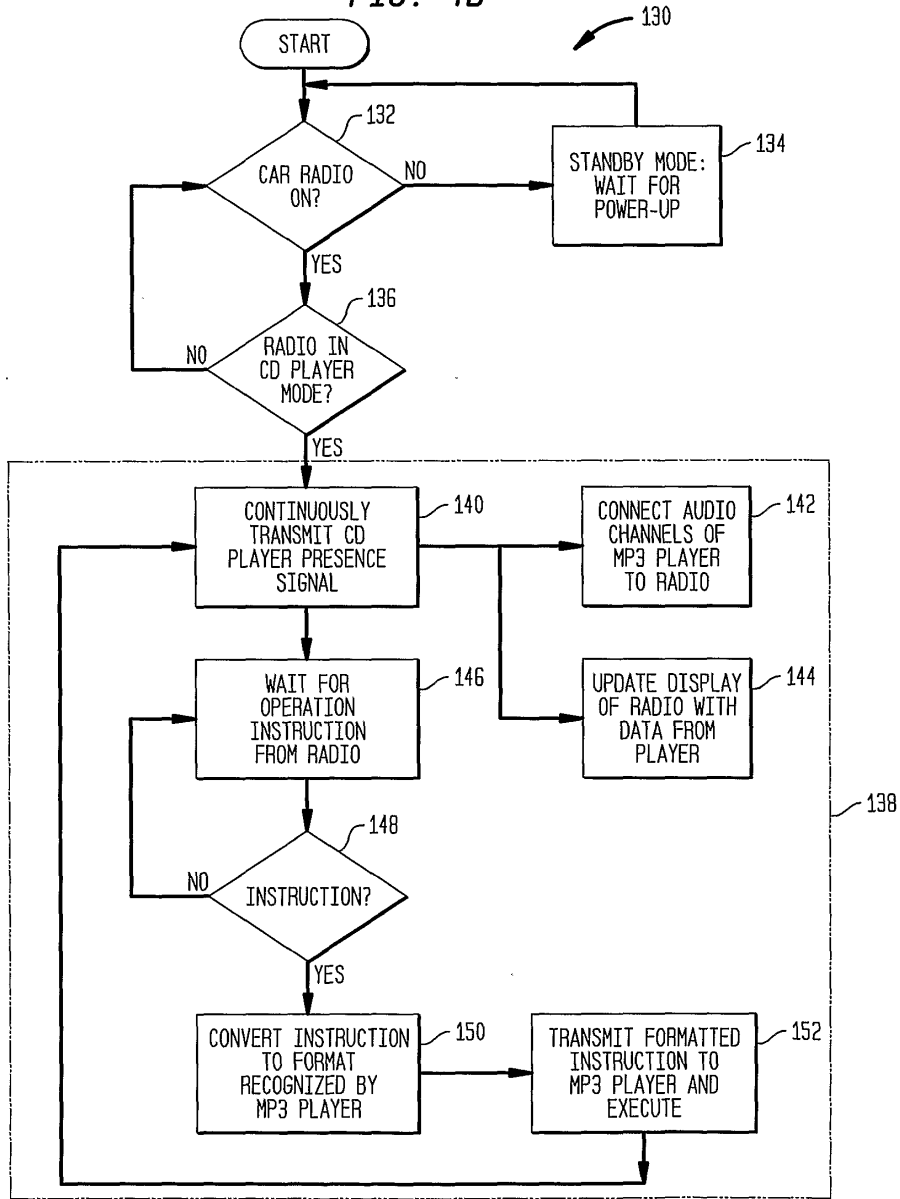 FIG. 4B
130
START
132
CAR RADIO
ON?
NO
134
STANDBY MODE:
WAIT FOR
POWER-UP
YES
136
RADIO IN
CD PLAYER
MODE?
NO
YES
140
CONTINUOUSLY
TRANSMIT CD
PLAYER PRESENCE
SIGNAL
142
CONNECT AUDIO
CHANNELS OF
MP3 PLAYER
TO RADIO
146
WAIT FOR
OPERATION
INSTRUCTION
FROM RADIO
144
UPDATE DISPLAY
OF RADIO WITH
DATA FROM
PLAYER
138
148
INSTRUCTION?
NO
YES
150
CONVERT INSTRUCTION
TO FORMAT
RECOGNIZED BY
MP3 PLAYER
152
TRANSMIT FORMATTED
INSTRUCTION TO
MP3 PLAYER AND
EXECUTE